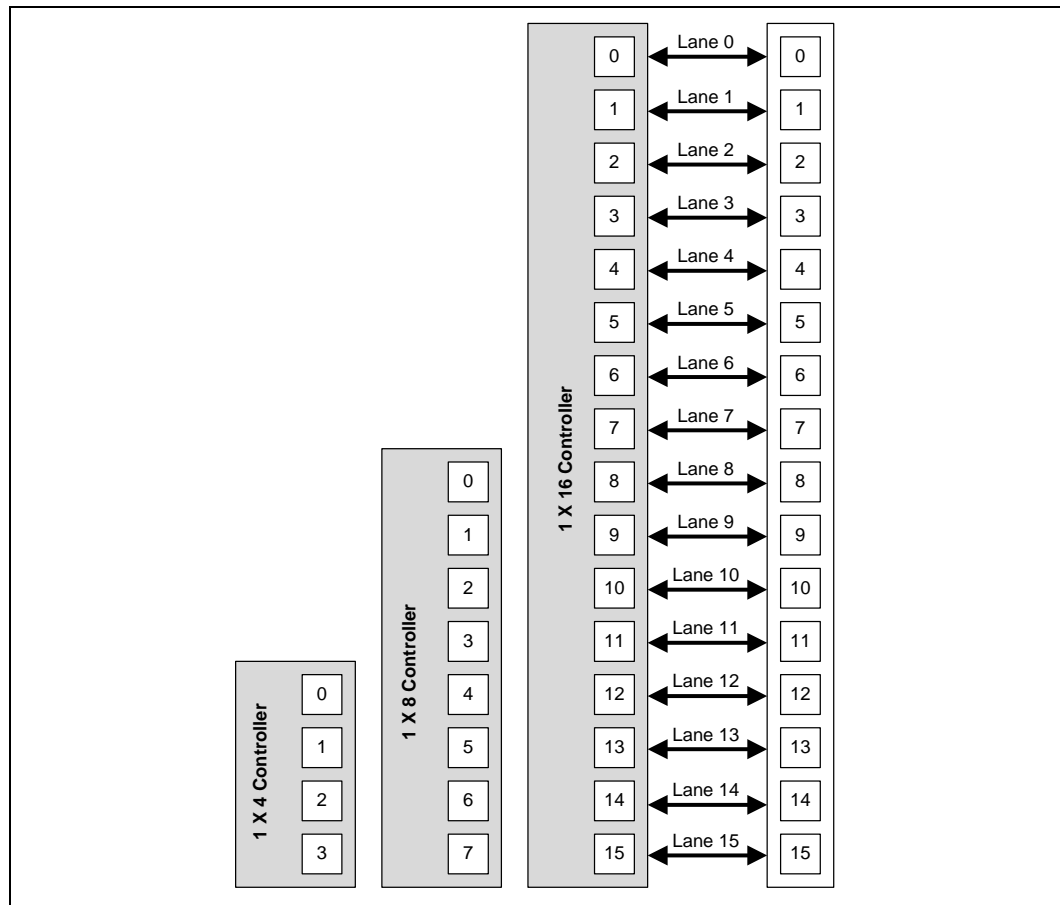 0 Lane 0 0
1 Lane 1 1
2 Lane 2 2
3 Lane 3 3
4 Lane 4 4
5 Lane 5 5
6 Lane 6 6
7 Lane 7 7
0 8 Lane 8 8
1 9 Lane 9 9
2 10 Lane 10 10
3 11 Lane 11 11
0 4 12 Lane 12 12
1 5 13 Lane 13 13
2 6 14 Lane 14 14
3 7 15 Lane 15 15
1 X 4 Controller
1 X 8 Controller
1 X 16 Controller